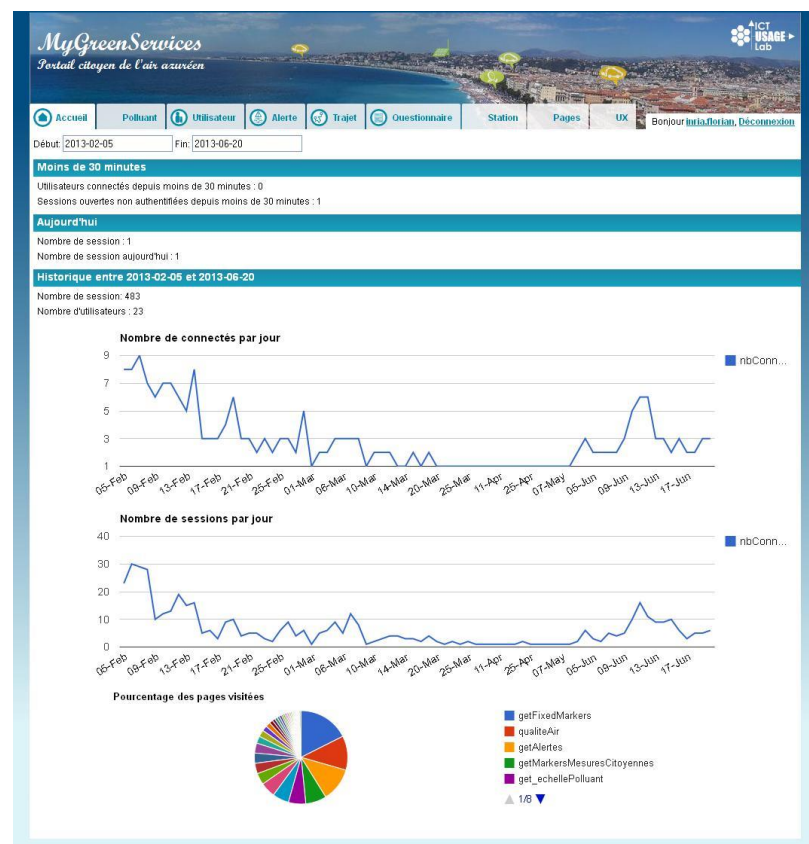 MyGreenServices
Portail citoyen de l'air azuréen
ICT
USAGE
Lab
Accueil Polluant Utilisateur Alerte Trajet Questionnaire Station Pages UX Bonjour inria.florian, Déconnexion
Début: 2013-02-05 Fin: 2013-06-20
Moins de 30 minutes
Utilisateurs connectés depuis moins de 30 minutes : 0
Sessions ouvertes non authentifiées depuis moins de 30 minutes : 1
Aujourd'hui
Nombre de session : 1
Nombre de session aujourd'hui : 1
Historique entre 2013-02-05 et 2013-06-20
Nombre de session: 483
Nombre d'utilisateurs : 23
Nombre de connectés par jour
9
7
5
3
1
nbConn...
05-Feb 09-Feb 13-Feb 17-Feb 21-Feb 25-Feb 01-Mar 06-Mar 10-Mar 14-Mar 20-Mar 25-Mar 11-Apr 25-Apr 07-May 05-Jun 09-Jun 13-Jun 17-Jun
Nombre de sessions par jour
40
30
20
10
0
nbConn...
05-Feb 09-Feb 13-Feb 17-Feb 21-Feb 25-Feb 01-Mar 06-Mar 10-Mar 14-Mar 20-Mar 25-Mar 11-Apr 25-Apr 07-May 05-Jun 09-Jun 13-Jun 17-Jun
Pourcentage des pages visitées
getFixedMarkers
qualiteAir
getAlertes
getMarkersMesuresCitoyennes
get_echellePolluant
1/8